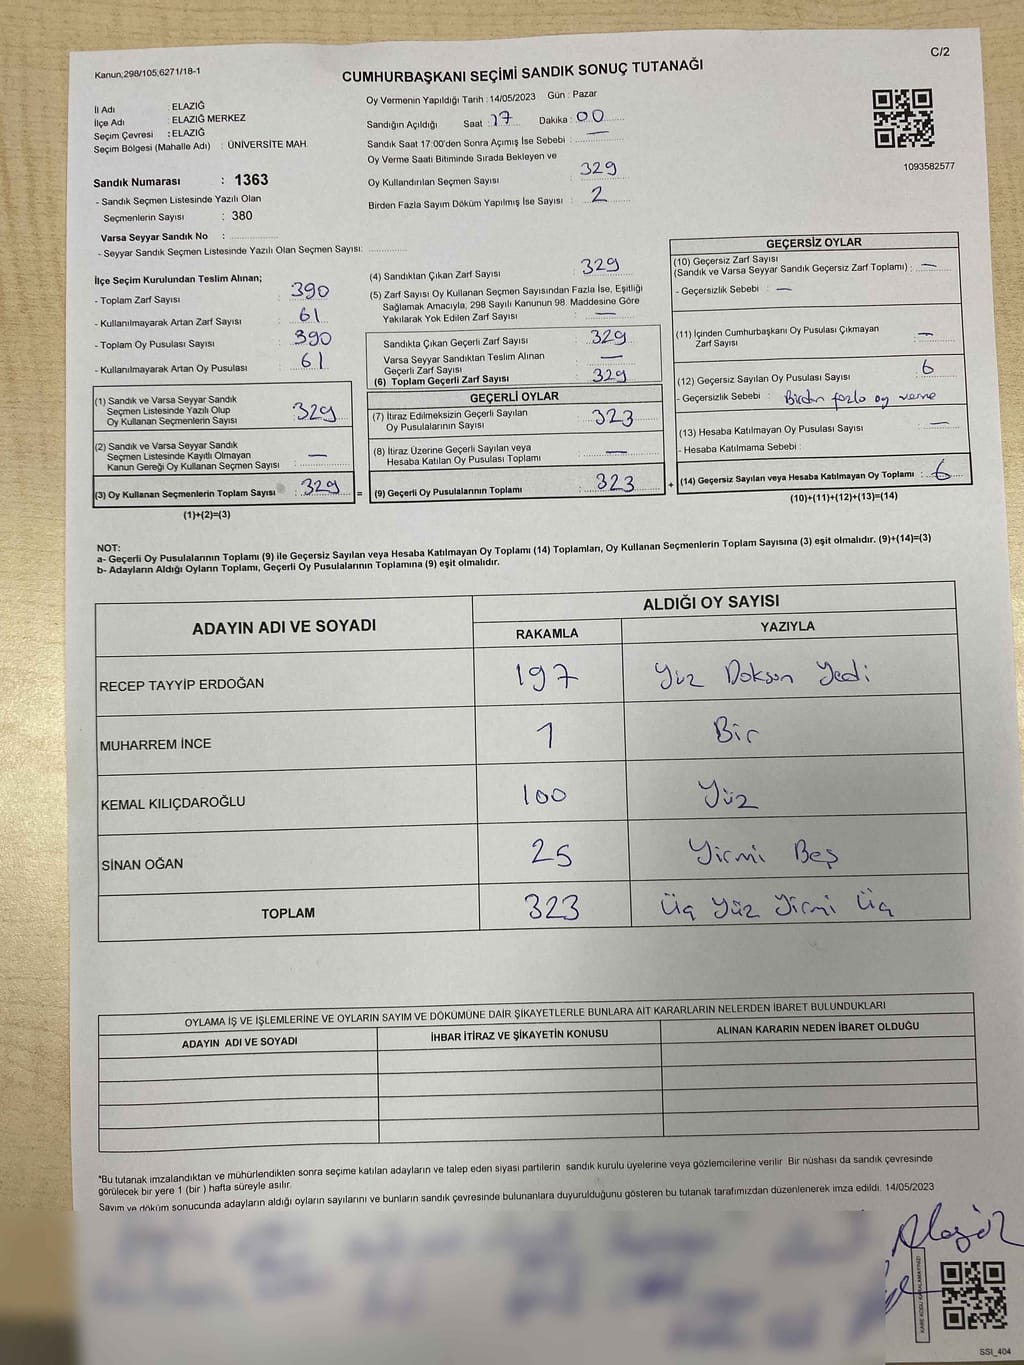 Kanun;298/105;6271/18-1
C/2
CUMHURBAŞKANI SEÇİMİ SANDIK SONUÇ TUTANAĞI
İl Adı : ELAZIĞ
İlçe Adı : ELAZIĞ MERKEZ
Seçim Çevresi : ELAZIĞ
Seçim Bölgesi (Mahalle Adı) : ÜNİVERSİTE MAH.
Sandık Numarası : 1363
- Sandık Seçmen Listesinde Yazılı Olan
Seçmenlerin Sayısı : 380
Varsa Seyyar Sandık No :
- Seyyar Sandık Seçmen Listesinde Yazılı Olan Seçmen Sayısı:
Oy Vermenin Yapıldığı Tarih : 14/05/2023 Gün : Pazar
Sandığın Açıldığı Saat : 17 Dakika : 00
Sandık Saat 17:00'den Sonra Açımış İse Sebebi : —
Oy Verme Saati Bitiminde Sırada Bekleyen ve
Oy Kullandırılan Seçmen Sayısı : 329
Birden Fazla Sayım Döküm Yapılmış İse Sayısı : 2
1093582577
İlçe Seçim Kurulundan Teslim Alınan;
- Toplam Zarf Sayısı : 390
- Kullanılmayarak Artan Zarf Sayısı : 61
- Toplam Oy Pusulası Sayısı : 390
- Kullanılmayarak Artan Oy Pusulası : 61
(1) Sandık ve Varsa Seyyar Sandık
Seçmen Listesinde Yazılı Olup
Oy Kullanan Seçmenlerin Sayısı : 329
(2) Sandık ve Varsa Seyyar Sandık
Seçmen Listesinde Kayıtlı Olmayan
Kanun Gereği Oy Kullanan Seçmen Sayısı : —
(3) Oy Kullanan Seçmenlerin Toplam Sayısı : 329 =
(1)+(2)=(3)
(4) Sandıktan Çıkan Zarf Sayısı : 329
(5) Zarf Sayısı Oy Kullanan Seçmen Sayısından Fazla İse, Eşitliği
Sağlamak Amacıyla, 298 Sayılı Kanunun 98. Maddesine Göre
Yakılarak Yok Edilen Zarf Sayısı : —
Sandıkta Çıkan Geçerli Zarf Sayısı : 329
Varsa Seyyar Sandıktan Teslim Alınan
Geçerli Zarf Sayısı : —
(6) Toplam Geçerli Zarf Sayısı : 329
GEÇERLİ OYLAR
(7) İtiraz Edilmeksizin Geçerli Sayılan
Oy Pusulalarının Sayısı : 323
(8) İtiraz Üzerine Geçerli Sayılan veya
Hesaba Katılan Oy Pusulası Toplamı : —
(9) Geçerli Oy Pusulalarının Toplamı : 323 +
GEÇERSİZ OYLAR
(10) Geçersiz Zarf Sayısı
(Sandık ve Varsa Seyyar Sandık Geçersiz Zarf Toplamı) : —
- Geçersizlik Sebebi : —
(11) İçinden Cumhurbaşkanı Oy Pusulası Çıkmayan
Zarf Sayısı : —
(12) Geçersiz Sayılan Oy Pusulası Sayısı : 6
- Geçersizlik Sebebi : Birden fazla oy verme
(13) Hesaba Katılmayan Oy Pusulası Sayısı : —
- Hesaba Katılmama Sebebi :
(14) Geçersiz Sayılan veya Hesaba Katılmayan Oy Toplamı : 6
(10)+(11)+(12)+(13)=(14)
NOT:
a- Geçerli Oy Pusulalarının Toplamı (9) ile Geçersiz Sayılan veya Hesaba Katılmayan Oy Toplamı (14) Toplamları, Oy Kullanan Seçmenlerin Toplam Sayısına (3) eşit olmalıdır. (9)+(14)=(3)
b- Adayların Aldığı Oyların Toplamı, Geçerli Oy Pusulalarının Toplamına (9) eşit olmalıdır.
ADAYIN ADI VE SOYADI ALDIĞI OY SAYISI
RAKAMLA YAZIYLA
RECEP TAYYİP ERDOĞAN 197 Yüz Doksan Yedi
MUHARREM İNCE 1 Bir
KEMAL KILIÇDAROĞLU 100 Yüz
SİNAN OĞAN 25 Yirmi Beş
TOPLAM 323 Üç Yüz Yirmi Üç
OYLAMA İŞ VE İŞLEMLERİNE VE OYLARIN SAYIM VE DÖKÜMÜNE DAİR ŞİKAYETLERLE BUNLARA AİT KARARLARIN NELERDEN İBARET BULUNDUKLARI
ADAYIN ADI VE SOYADI İHBAR İTİRAZ VE ŞİKAYETİN KONUSU ALINAN KARARIN NEDEN İBARET OLDUĞU
*Bu tutanak imzalandıktan ve mühürlendikten sonra seçime katılan adayların ve talep eden siyasi partilerin sandık kurulu üyelerine veya gözlemcilerine verilir Bir nüshası da sandık çevresinde
görülecek bir yere 1 (bir ) hafta süreyle asılır.
Sayım ve döküm sonucunda adayların aldığı oyların sayılarını ve bunların sandık çevresinde bulunanlara duyurulduğunu gösteren bu tutanak tarafımızdan düzenlenerek imza edildi. 14/05/2023
KARE KODU KARALAMAYINIZ!
SSI_404